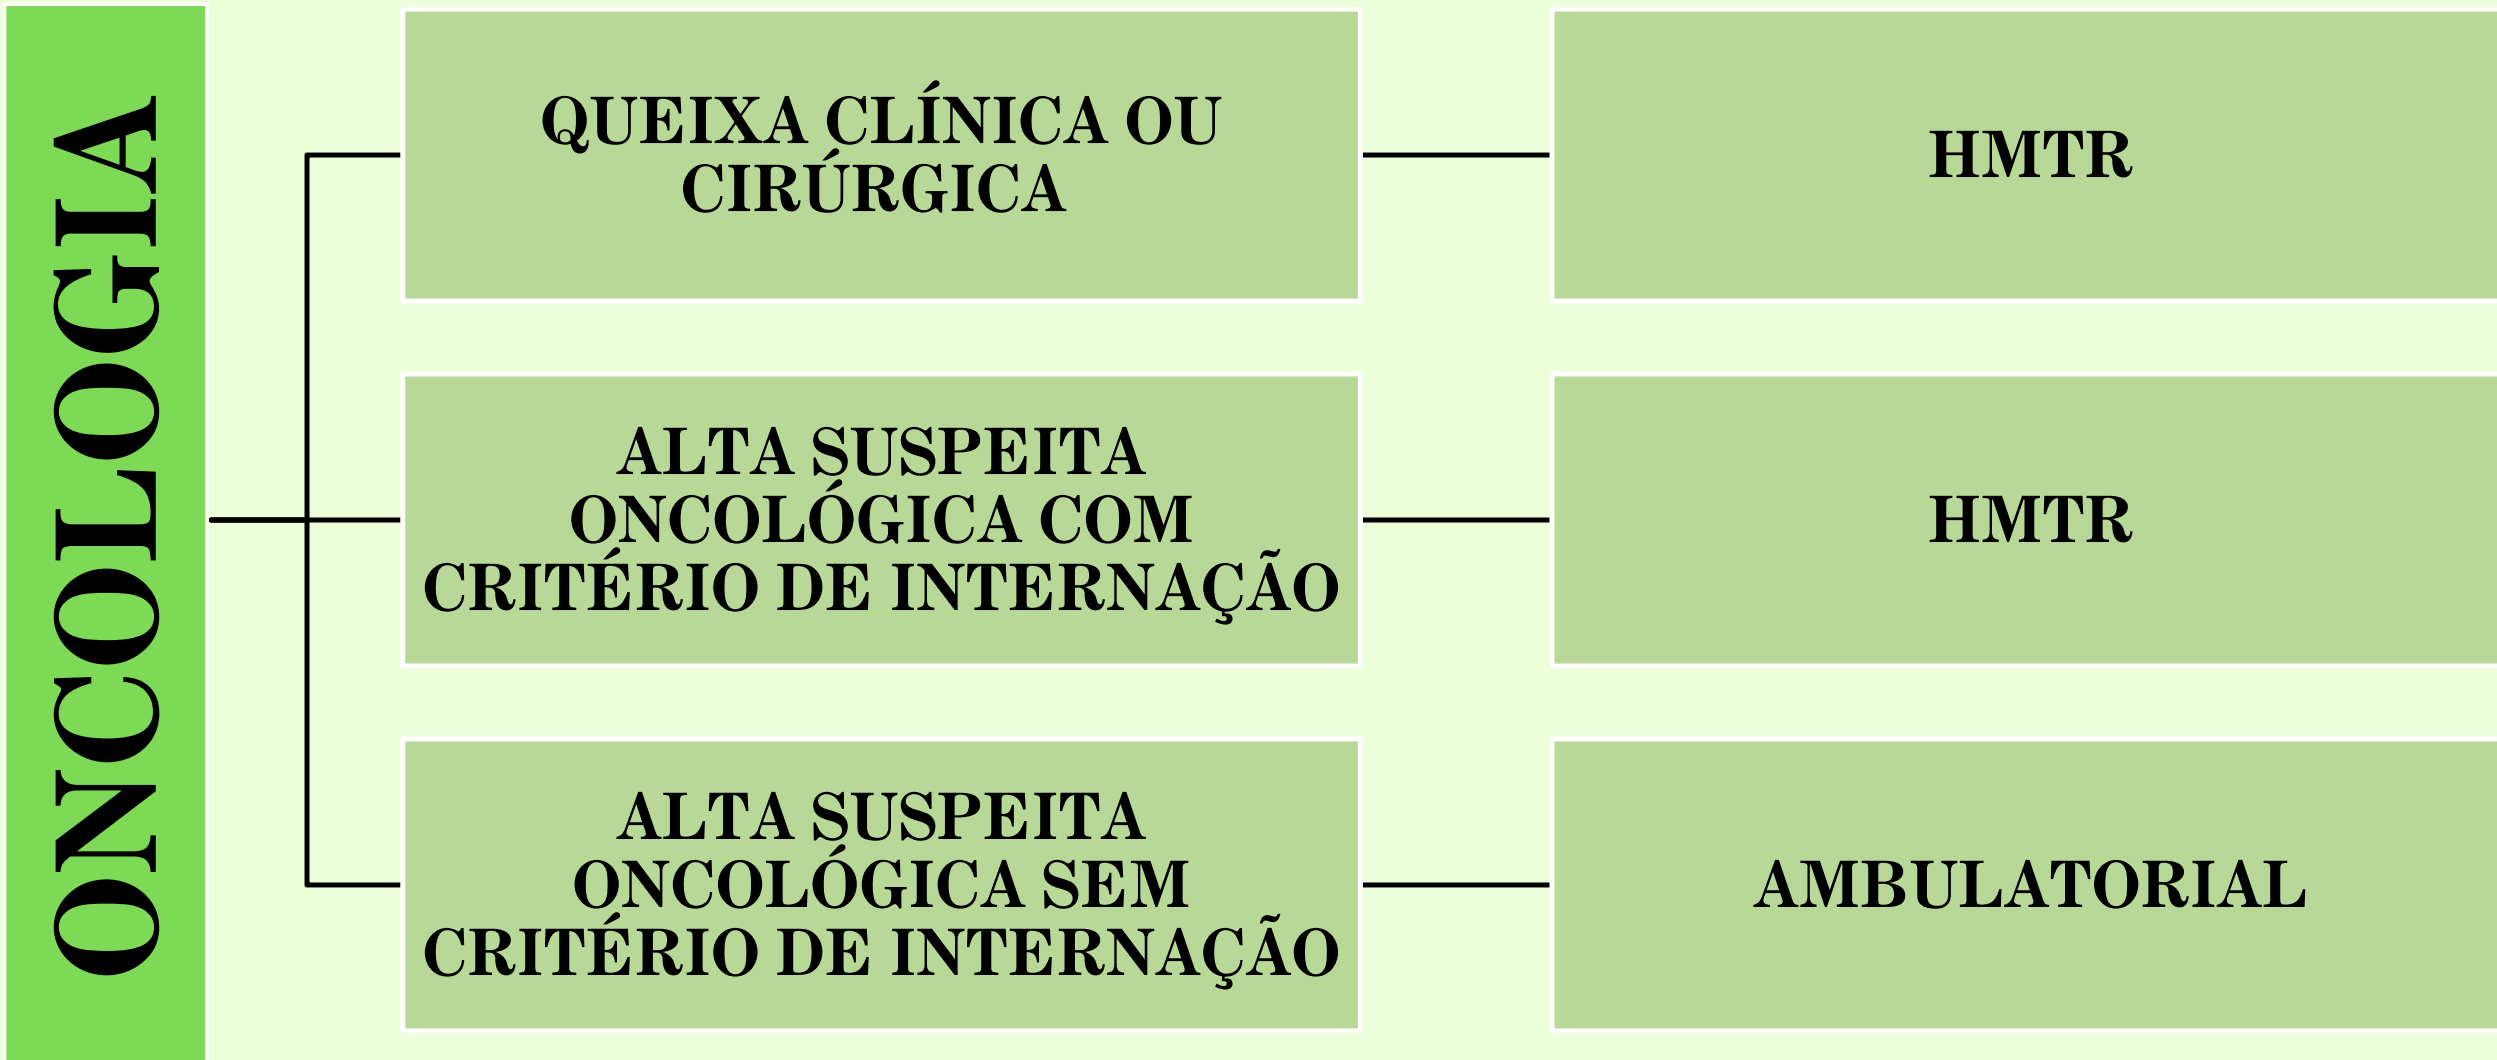 ONCOLOGIA
QUEIXA CLÍNICA OU
CIRÚRGICA
HMTR
ALTA SUSPEITA
ONCOLÓGICA COM
CRITÉRIO DE INTERNAÇÃO
HMTR
ALTA SUSPEITA
ONCOLÓGICA SEM
CRITÉRIO DE INTERNAÇÃO
AMBULATORIAL